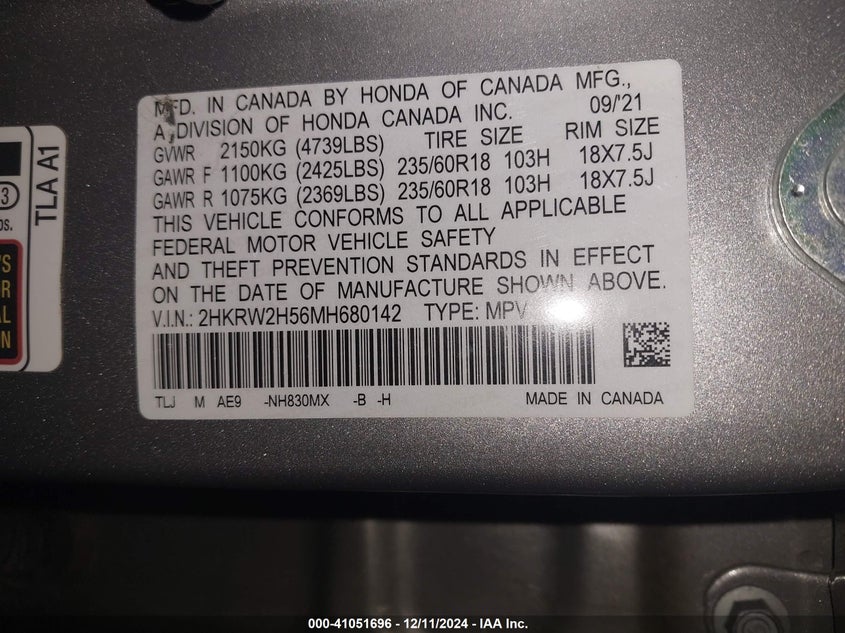 MFD. IN CANADA BY HONDA OF CANADA MFG.,
A DIVISION OF HONDA CANADA INC. 09/'21
GVWR 2150KG (4739LBS) TIRE SIZE RIM SIZE
GAWR F 1100KG (2425LBS) 235/60R18 103H 18X7.5J
GAWR R 1075KG (2369LBS) 235/60R18 103H 18X7.5J
THIS VEHICLE CONFORMS TO ALL APPLICABLE
FEDERAL MOTOR VEHICLE SAFETY
AND THEFT PREVENTION STANDARDS IN EFFECT
ON THE DATE OF MANUFACTURE SHOWN ABOVE.
V.I.N.: 2HKRW2H56MH680142 TYPE: MPV
TLJ M AE9 -NH830MX -B -H MADE IN CANADA
TLA A1
000-41051696 - 12/11/2024 - IAA Inc.